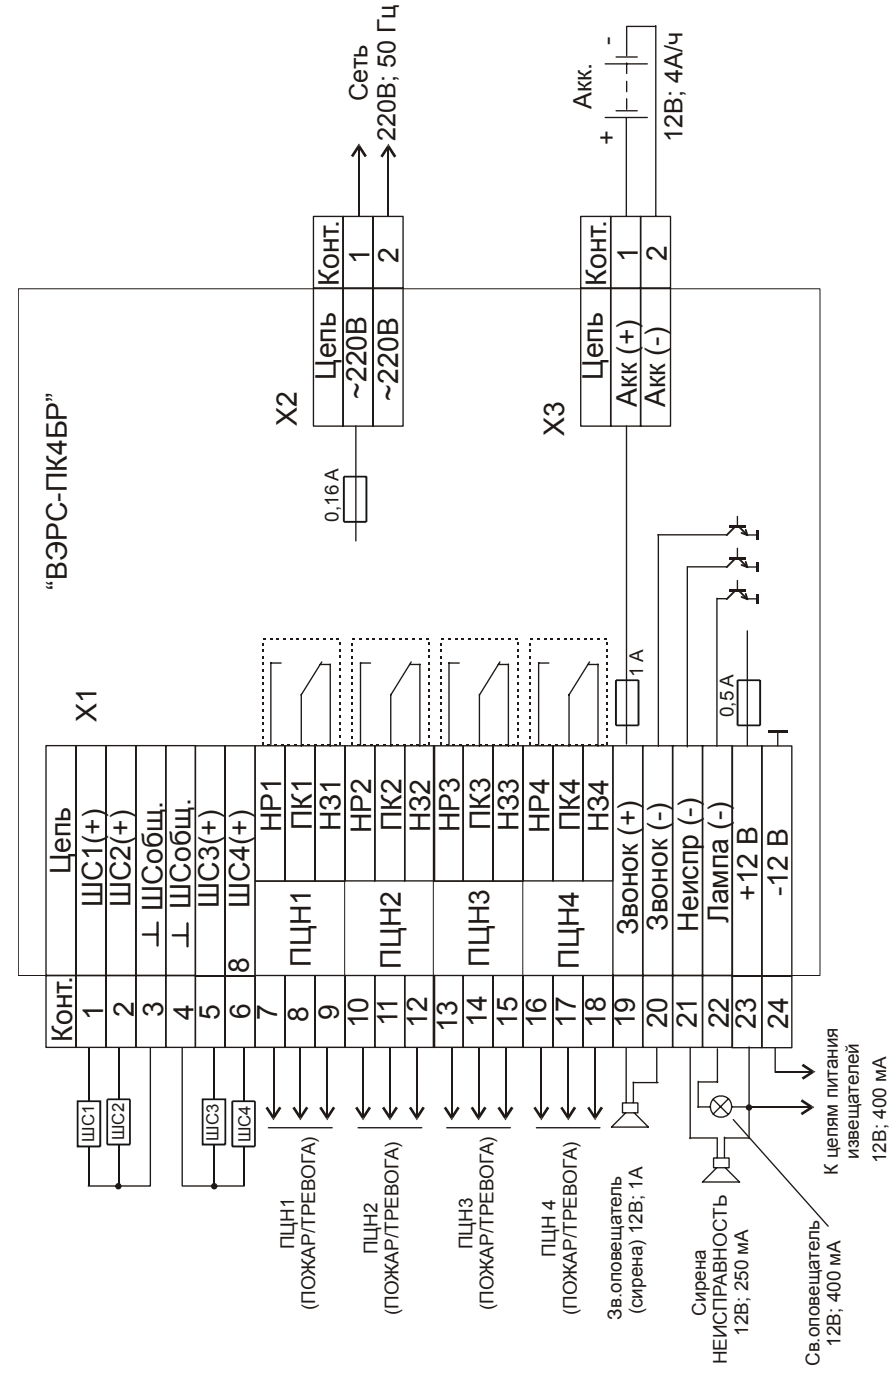 “ВЭРС-ПК4БР”
Х1
Конт. Цепь
1 ШС1(+)
2 ШС2(+)
3 ⊥ ШСобщ.
4 ⊥ ШСобщ.
5 ШС3(+)
6 8 ШС4(+)
ПЦН1
7 НР1
8 ПК1
9 НЗ1
ПЦН2
10 НР2
11 ПК2
12 НЗ2
ПЦН3
13 НР3
14 ПК3
15 НЗ3
ПЦН4
16 НР4
17 ПК4
18 НЗ4
19 Звонок (+)
20 Звонок (-)
21 Неиспр (-)
22 Лампа (-)
23 +12 В
24 -12 В
ШС1
ШС2
ШС3
ШС4
ПЦН1
(ПОЖАР/ТРЕВОГА)
ПЦН2
(ПОЖАР/ТРЕВОГА)
ПЦН3
(ПОЖАР/ТРЕВОГА)
ПЦН 4
(ПОЖАР/ТРЕВОГА)
Зв.оповещатель
(сирена) 12В; 1А
Сирена
НЕИСПРАВНОСТЬ
12В; 250 мА
Св.оповещатель
12В; 400 мА
К цепям питания
извещателей
12В; 400 мА
1 А
0,5 А
0,16 А
Х2
Цепь Конт.
~220В 1
~220В 2
Сеть
220В; 50 Гц
Х3
Цепь Конт.
Акк (+) 1
Акк (-) 2
Акк.
+ -
12В; 4А/ч